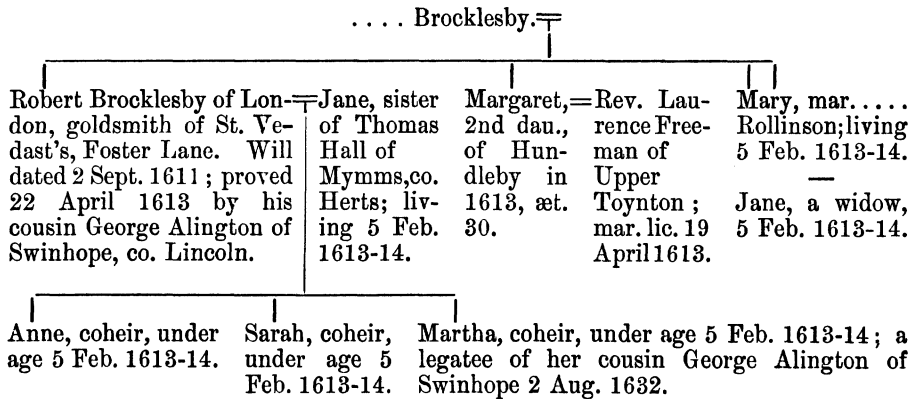 .... Brocklesby.=
Robert Brocklesby of Lon-
don, goldsmith of St. Ve-
dast's, Foster Lane. Will
dated 2 Sept. 1611 ; proved
22 April 1613 by his
cousin George Alington of
Swinhope, co. Lincoln.
=Jane, sister
of Thomas
Hall of
Mymms,co.
Herts; liv-
ing 5 Feb.
1613-14.
Margaret,=
2nd dau.,
of Hun-
dleby in
1613, æt.
30.
Rev. Lau-
rence Free-
man of
Upper
Toynton ;
mar. lic. 19
April 1613.
Mary, mar.....
Rollinson; living
5 Feb. 1613-14.
—
Jane, a widow,
5 Feb. 1613-14.
Anne, coheir, under
age 5 Feb. 1613-14.
Sarah, coheir,
under age 5
Feb. 1613-14.
Martha, coheir, under age 5 Feb. 1613-14 ; a
legatee of her cousin George Alington of
Swinhope 2 Aug. 1632.